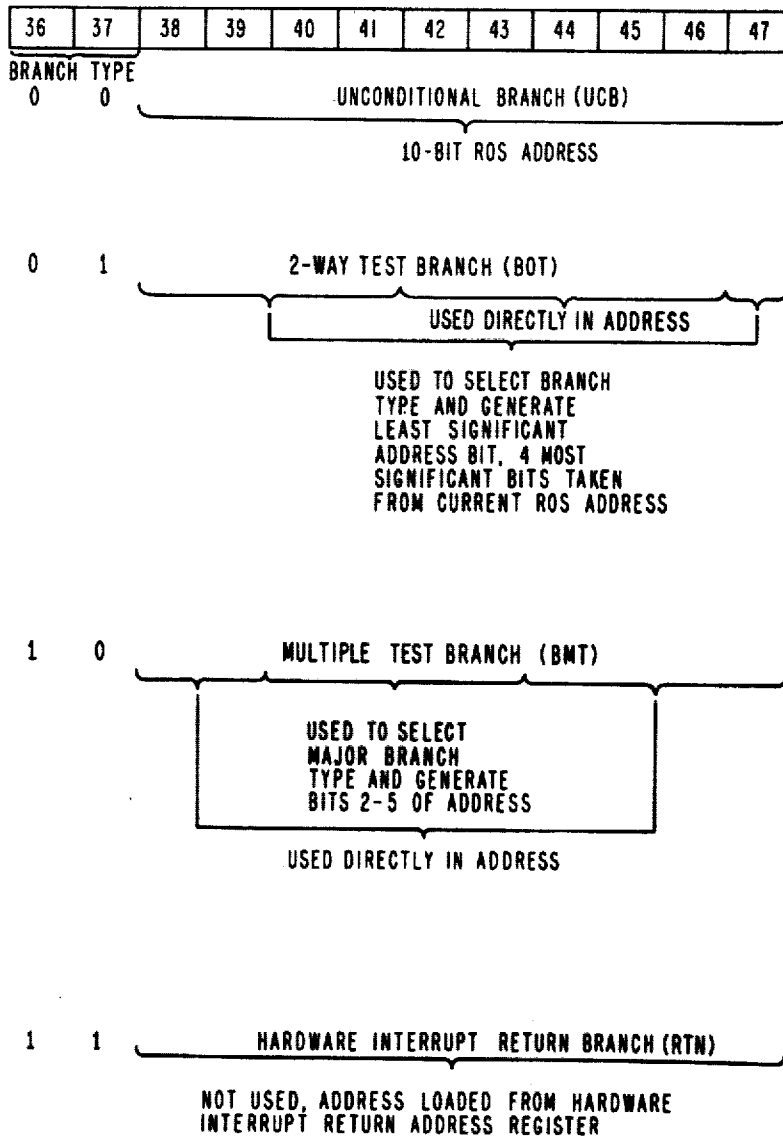 36 37 38 39 40 41 42 43 44 45 46 47
BRANCH TYPE
0 0 UNCONDITIONAL BRANCH (UCB)
10-BIT ROS ADDRESS
0 1 2-WAY TEST BRANCH (BOT)
USED DIRECTLY IN ADDRESS
USED TO SELECT BRANCH
TYPE AND GENERATE
LEAST SIGNIFICANT
ADDRESS BIT, 4 MOST
SIGNIFICANT BITS TAKEN
FROM CURRENT ROS ADDRESS
1 0 MULTIPLE TEST BRANCH (BMT)
USED TO SELECT
MAJOR BRANCH
TYPE AND GENERATE
BITS 2-5 OF ADDRESS
USED DIRECTLY IN ADDRESS
1 1 HARDWARE INTERRUPT RETURN BRANCH (RTN)
NOT USED, ADDRESS LOADED FROM HARDWARE
INTERRUPT RETURN ADDRESS REGISTER